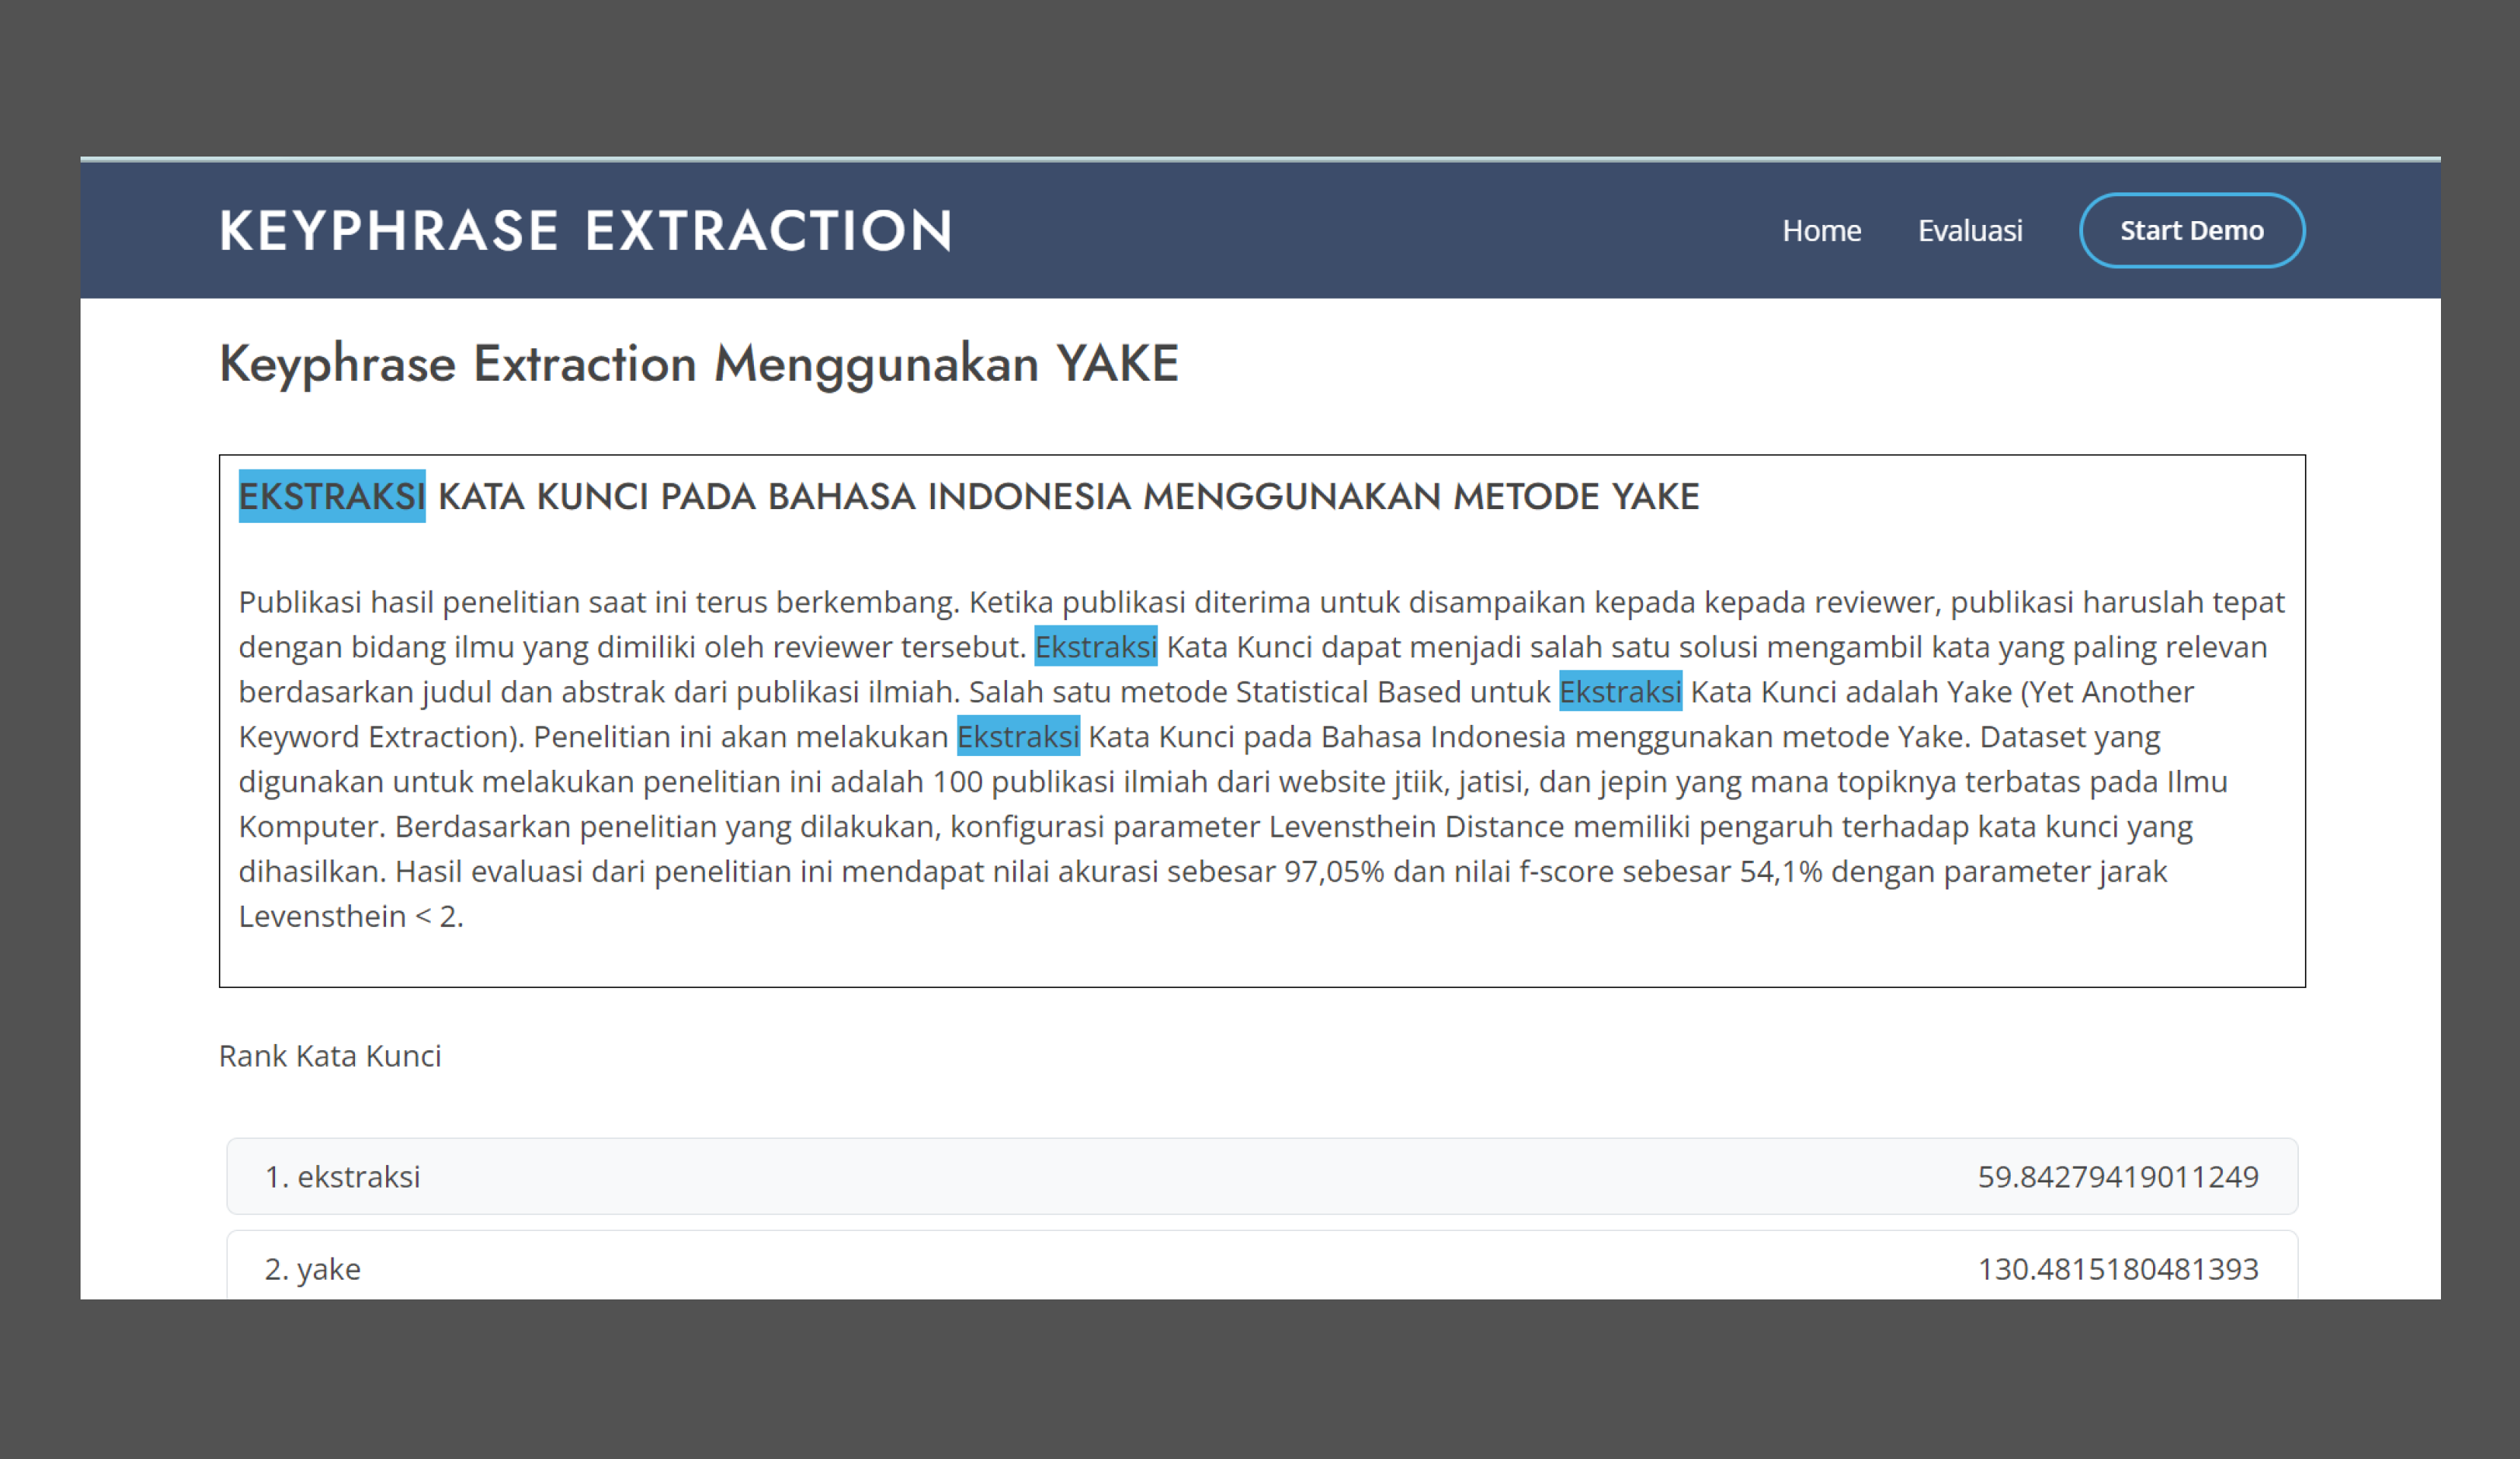 KEYPHRASE EXTRACTION
Home
Evaluasi
Start Demo
Keyphrase Extraction Menggunakan YAKE
EKSTRAKSI KATA KUNCI PADA BAHASA INDONESIA MENGGUNAKAN METODE YAKE
Publikasi hasil penelitian saat ini terus berkembang. Ketika publikasi diterima untuk disampaikan kepada kepada reviewer, publikasi haruslah tepat
dengan bidang ilmu yang dimiliki oleh reviewer tersebut. Ekstraksi Kata Kunci dapat menjadi salah satu solusi mengambil kata yang paling relevan
berdasarkan judul dan abstrak dari publikasi ilmiah. Salah satu metode Statistical Based untuk Ekstraksi Kata Kunci adalah Yake (Yet Another
Keyword Extraction). Penelitian ini akan melakukan Ekstraksi Kata Kunci pada Bahasa Indonesia menggunakan metode Yake. Dataset yang
digunakan untuk melakukan penelitian ini adalah 100 publikasi ilmiah dari website jtiik, jatisi, dan jepin yang mana topiknya terbatas pada Ilmu
Komputer. Berdasarkan penelitian yang dilakukan, konfigurasi parameter Levensthein Distance memiliki pengaruh terhadap kata kunci yang
dihasilkan. Hasil evaluasi dari penelitian ini mendapat nilai akurasi sebesar 97,05% dan nilai f-score sebesar 54,1% dengan parameter jarak
Levensthein < 2.
Rank Kata Kunci
1. ekstraksi 59.84279419011249
2. yake 130.4815180481393